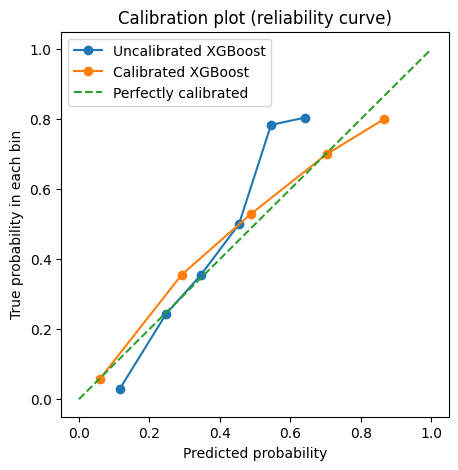 Calibration plot (reliability curve)
Uncalibrated XGBoost
Calibrated XGBoost
Perfectly calibrated
True probability in each bin
1.0
0.8
0.6
0.4
0.2
0.0
0.0 0.2 0.4 0.6 0.8 1.0
Predicted probability